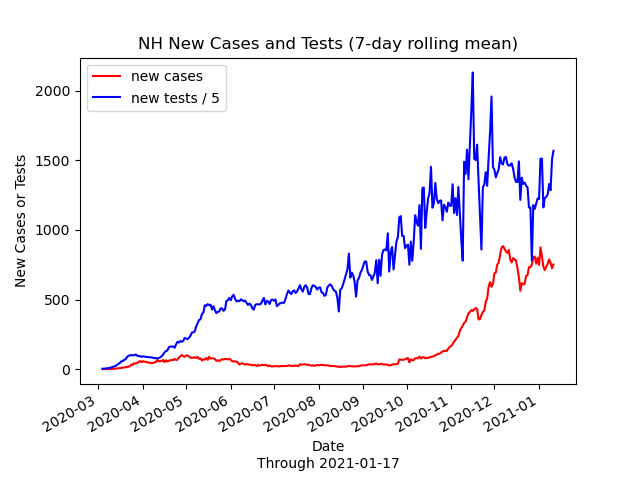 NH New Cases and Tests (7-day rolling mean)
new cases
new tests / 5
New Cases or Tests
2000
1500
1000
500
0
2020-03
2020-04
2020-05
2020-06
2020-07
2020-08
2020-09
2020-10
2020-11
2020-12
2021-01
Date
Through 2021-01-17